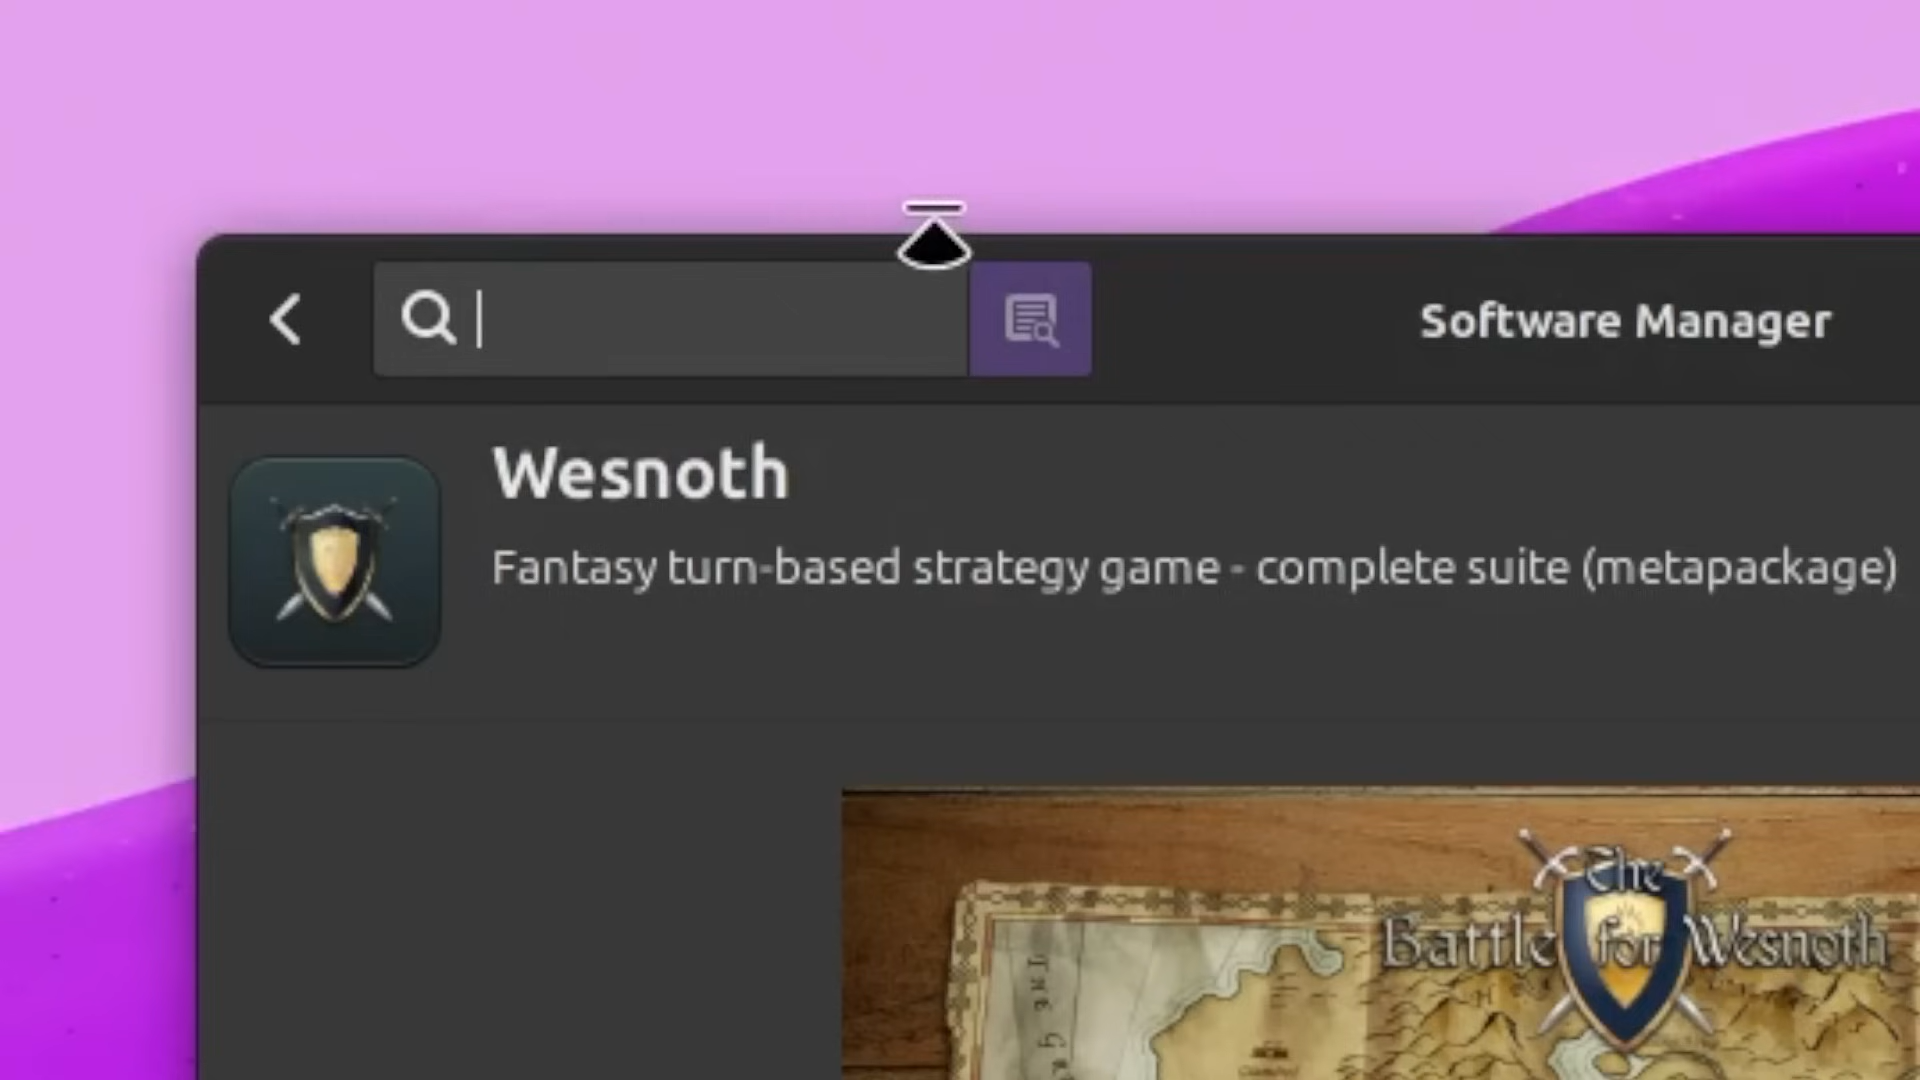 Software Manager
Wesnoth
Fantasy turn-based strategy game - complete suite (metapackage)
The
Battle for Wesnoth